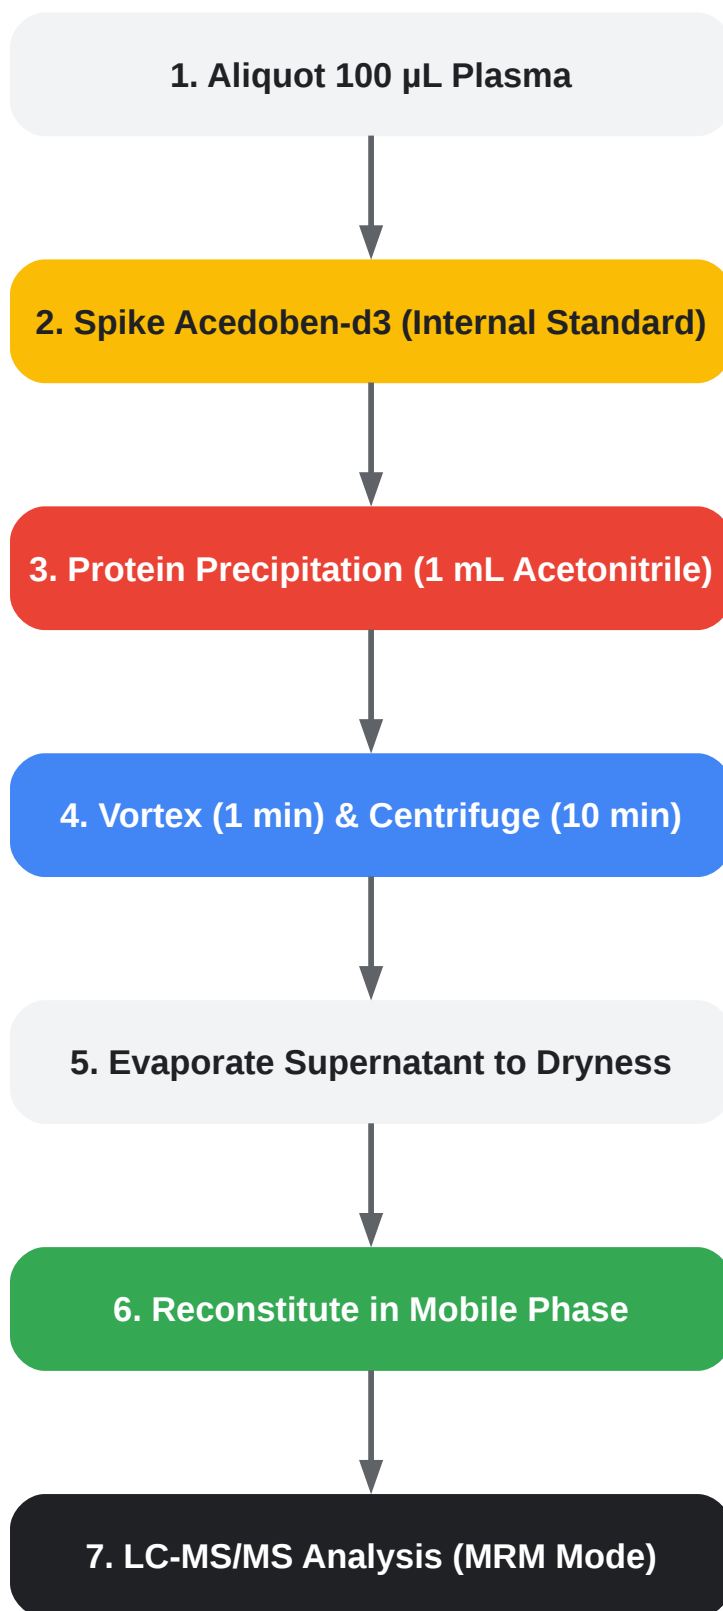 1. Aliquot 100 µL Plasma
2. Spike Acedoben-d3 (Internal Standard)
3. Protein Precipitation (1 mL Acetonitrile)
4. Vortex (1 min) & Centrifuge (10 min)
5. Evaporate Supernatant to Dryness
6. Reconstitute in Mobile Phase
7. LC-MS/MS Analysis (MRM Mode)